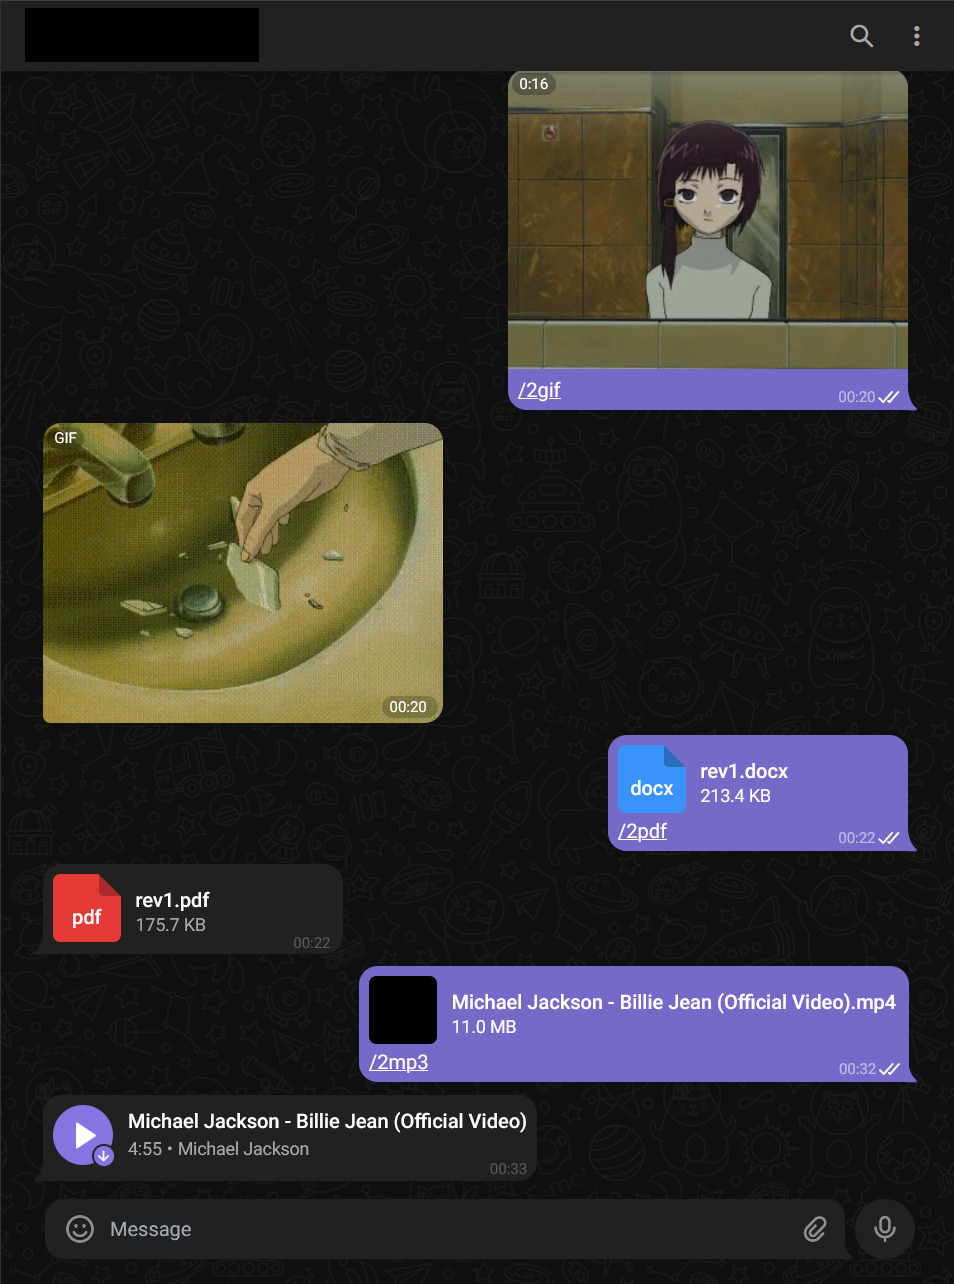 0:16
/2gif
00:20
GIF
00:20
docx
rev1.docx
213.4 KB
/2pdf
00:22
pdf
rev1.pdf
175.7 KB
00:22
Michael Jackson - Billie Jean (Official Video).mp4
11.0 MB
/2mp3
00:32
Michael Jackson - Billie Jean (Official Video)
4:55 • Michael Jackson
00:33
Message